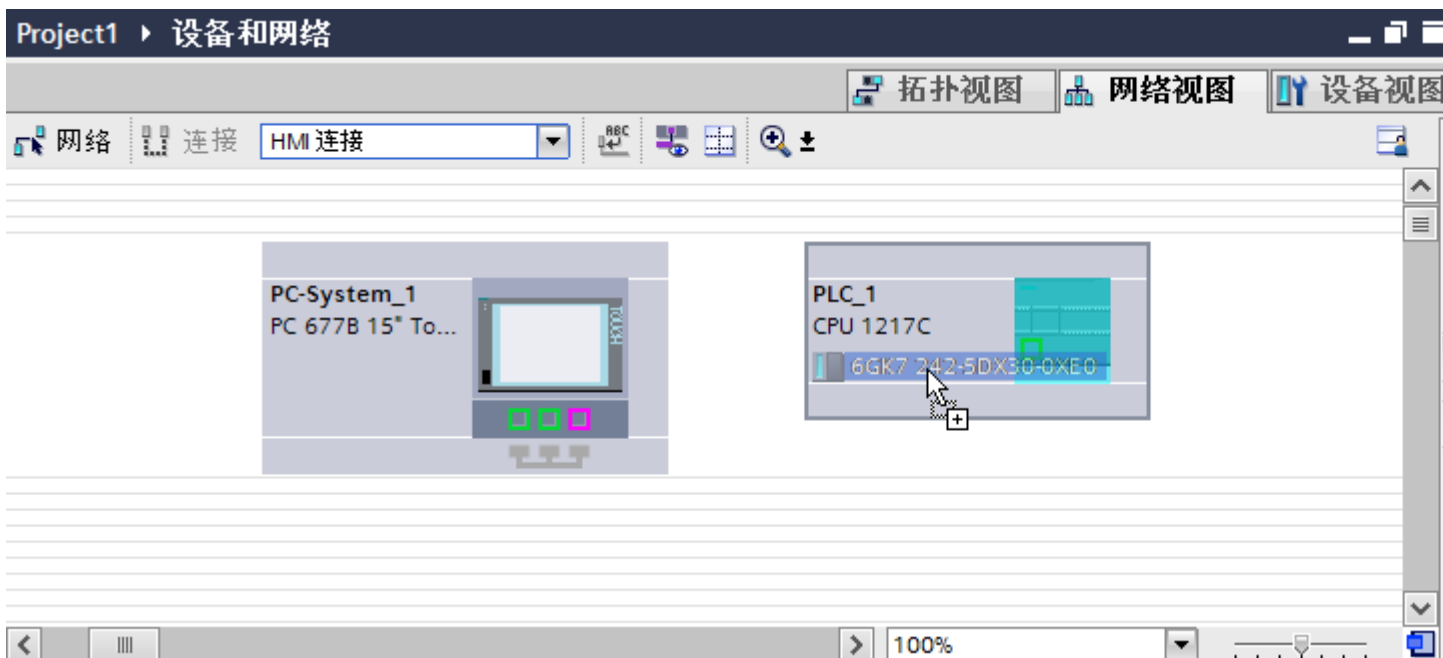 Project1 ▸ 设备和网络
拓扑视图 网络视图 设备视图
网络 连接 HMI 连接
PC-System_1
PC 677B 15" To...
TOUCH
PLC_1
CPU 1217C
6GK7 242-5DX30-0XE0
100%